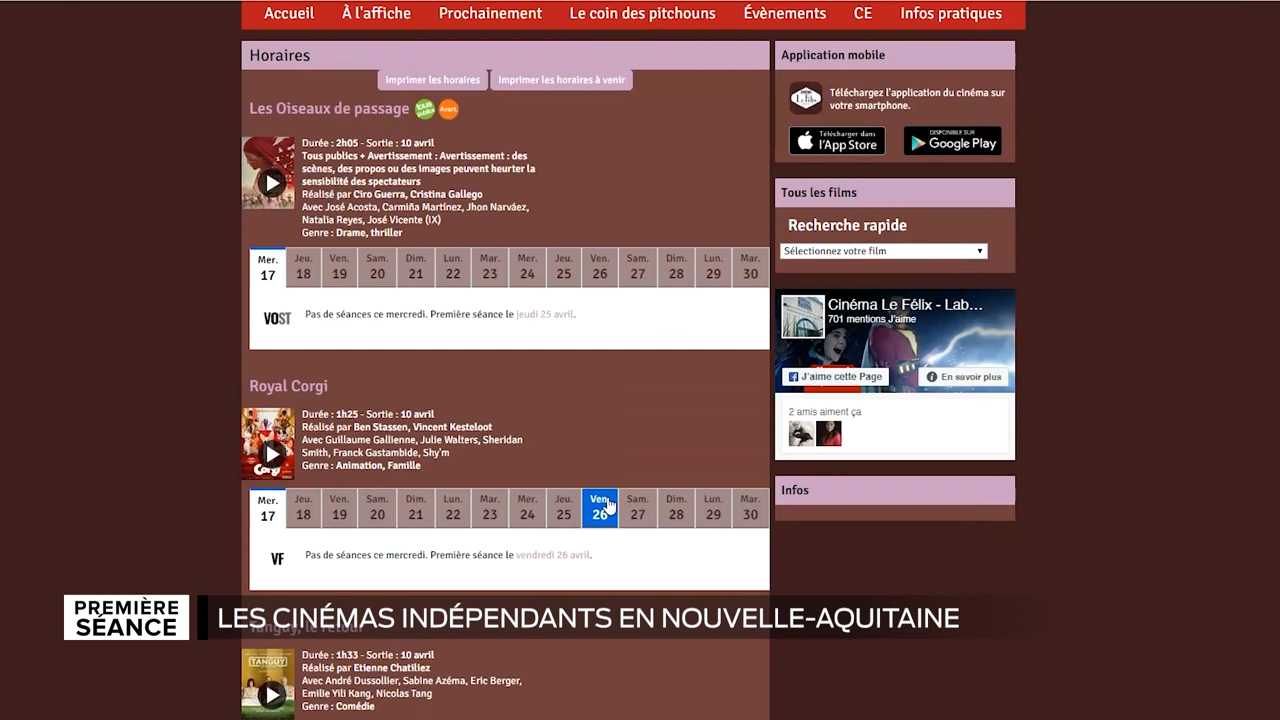 Accueil À l'affiche Prochainement Le coin des pitchouns Évènements CE Infos pratiques
Horaires
Imprimer les horaires Imprimer les horaires à venir
Les Oiseaux de passage tous publics Avert.
Durée : 2h05 - Sortie : 10 avril
Tous publics + Avertissement : Avertissement : des
scènes, des propos ou des images peuvent heurter la
sensibilité des spectateurs
Réalisé par Ciro Guerra, Cristina Gallego
Avec José Acosta, Carmiña Martínez, Jhon Narváez,
Natalia Reyes, José Vicente (IX)
Genre : Drame, thriller
Mer. Jeu. Ven. Sam. Dim. Lun. Mar. Mer. Jeu. Ven. Sam. Dim. Lun. Mar.
17 18 19 20 21 22 23 24 25 26 27 28 29 30
VOST Pas de séances ce mercredi. Première séance le jeudi 25 avril.
Royal Corgi
Durée : 1h25 - Sortie : 10 avril
Réalisé par Ben Stassen, Vincent Kesteloot
Avec Guillaume Gallienne, Julie Walters, Sheridan
Smith, Franck Gastambide, Shy'm
Genre : Animation, Famille
Corgi
Mer. Jeu. Ven. Sam. Dim. Lun. Mar. Mer. Jeu. Ven. Sam. Dim. Lun. Mar.
17 18 19 20 21 22 23 24 25 26 27 28 29 30
VF Pas de séances ce mercredi. Première séance le vendredi 26 avril.
Tanguy, le retour
Durée : 1h33 - Sortie : 10 avril
Réalisé par Etienne Chatiliez
Avec André Dussollier, Sabine Azéma, Eric Berger,
Emilie Yili Kang, Nicolas Tang
Genre : Comédie
TANGUY
Application mobile
Le Félix
Téléchargez l'application du cinéma sur
votre smartphone.
Télécharger dans
l'App Store
DISPONIBLE SUR
Google Play
Tous les films
Recherche rapide
Sélectionnez votre film
Cinéma Le Félix - Lab...
701 mentions J'aime
J'aime cette Page En savoir plus
2 amis aiment ça
Infos
PREMIÈRE
SÉANCE
LES CINÉMAS INDÉPENDANTS EN NOUVELLE-AQUITAINE